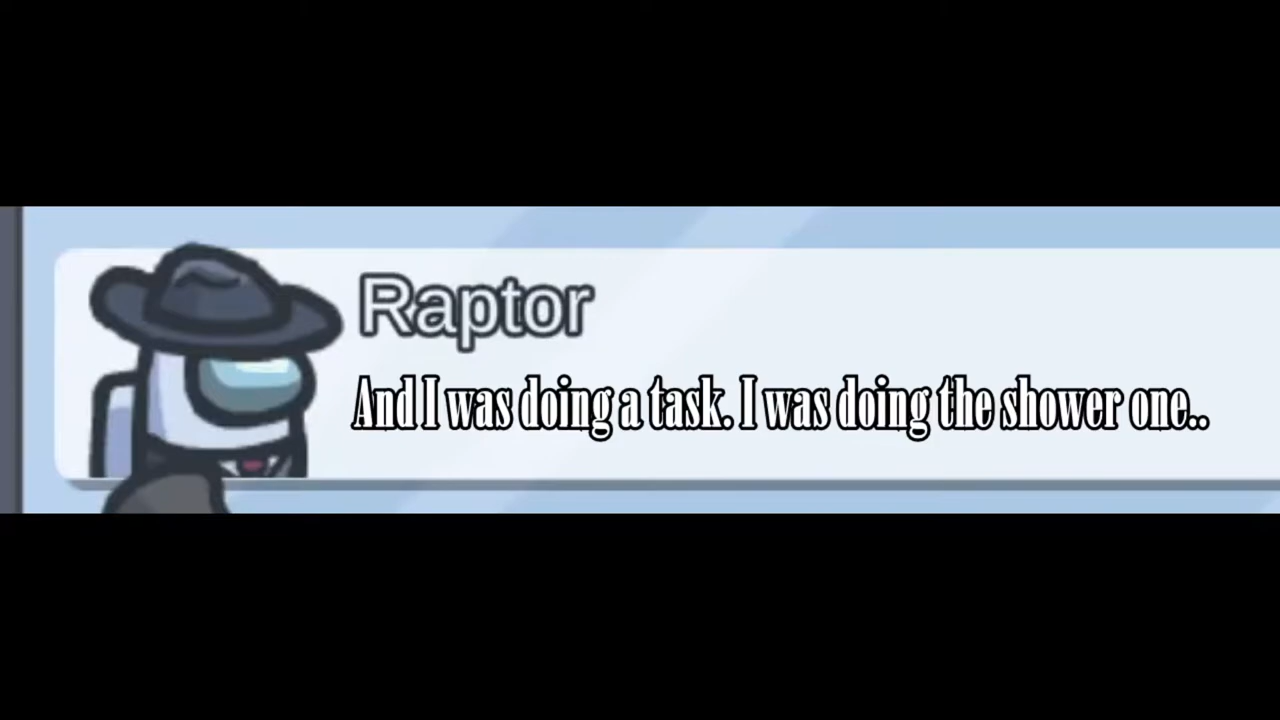 Raptor
And I was doing a task. I was doing the shower one..